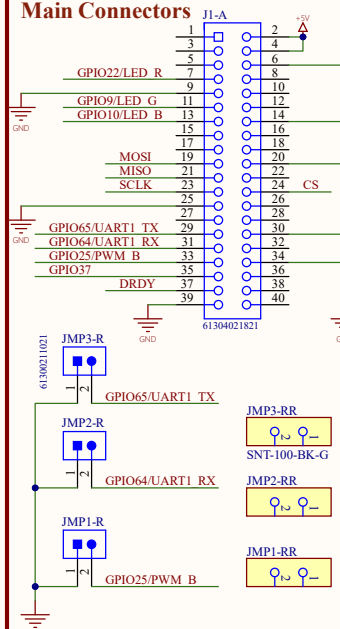 Main Connectors
J1-A
+5V
1 2
3 4
5 6
GPIO22/LED_R 7 8
9 10
GND
GPIO9/LED_G 11 12
GPIO10/LED_B 13 14
15 16
17 18
MOSI 19 20
MISO 21 22
SCLK 23 24 CS
25 26
27 28
GND
GPIO65/UART1_TX 29 30
GPIO64/UART1_RX 31 32
GPIO25/PWM_B 33 34
GPIO37 35 36
DRDY 37 38
39 40
GND
61304021821
61300211021
JMP3-R
1 2
GPIO65/UART1_TX
JMP3-RR
2 1
SNT-100-BK-G
JMP2-R
1 2
GPIO64/UART1_RX
JMP2-RR
2 1
JMP1-R
1 2
GPIO25/PWM_B
JMP1-RR
2 1